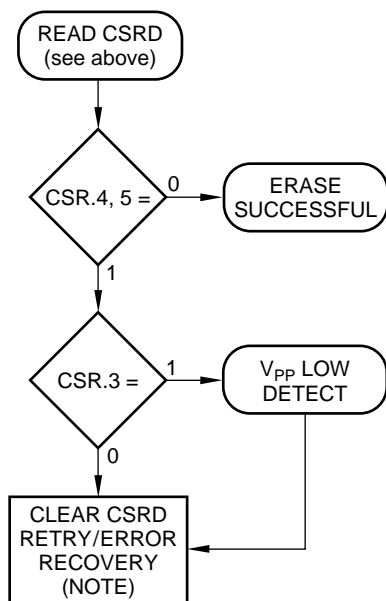 READ CSRD
(see above)
CSR.4, 5 =
0
ERASE
SUCCESSFUL
1
CSR.3 =
1
VPP LOW
DETECT
0
CLEAR CSRD
RETRY/ERROR
RECOVERY
(NOTE)